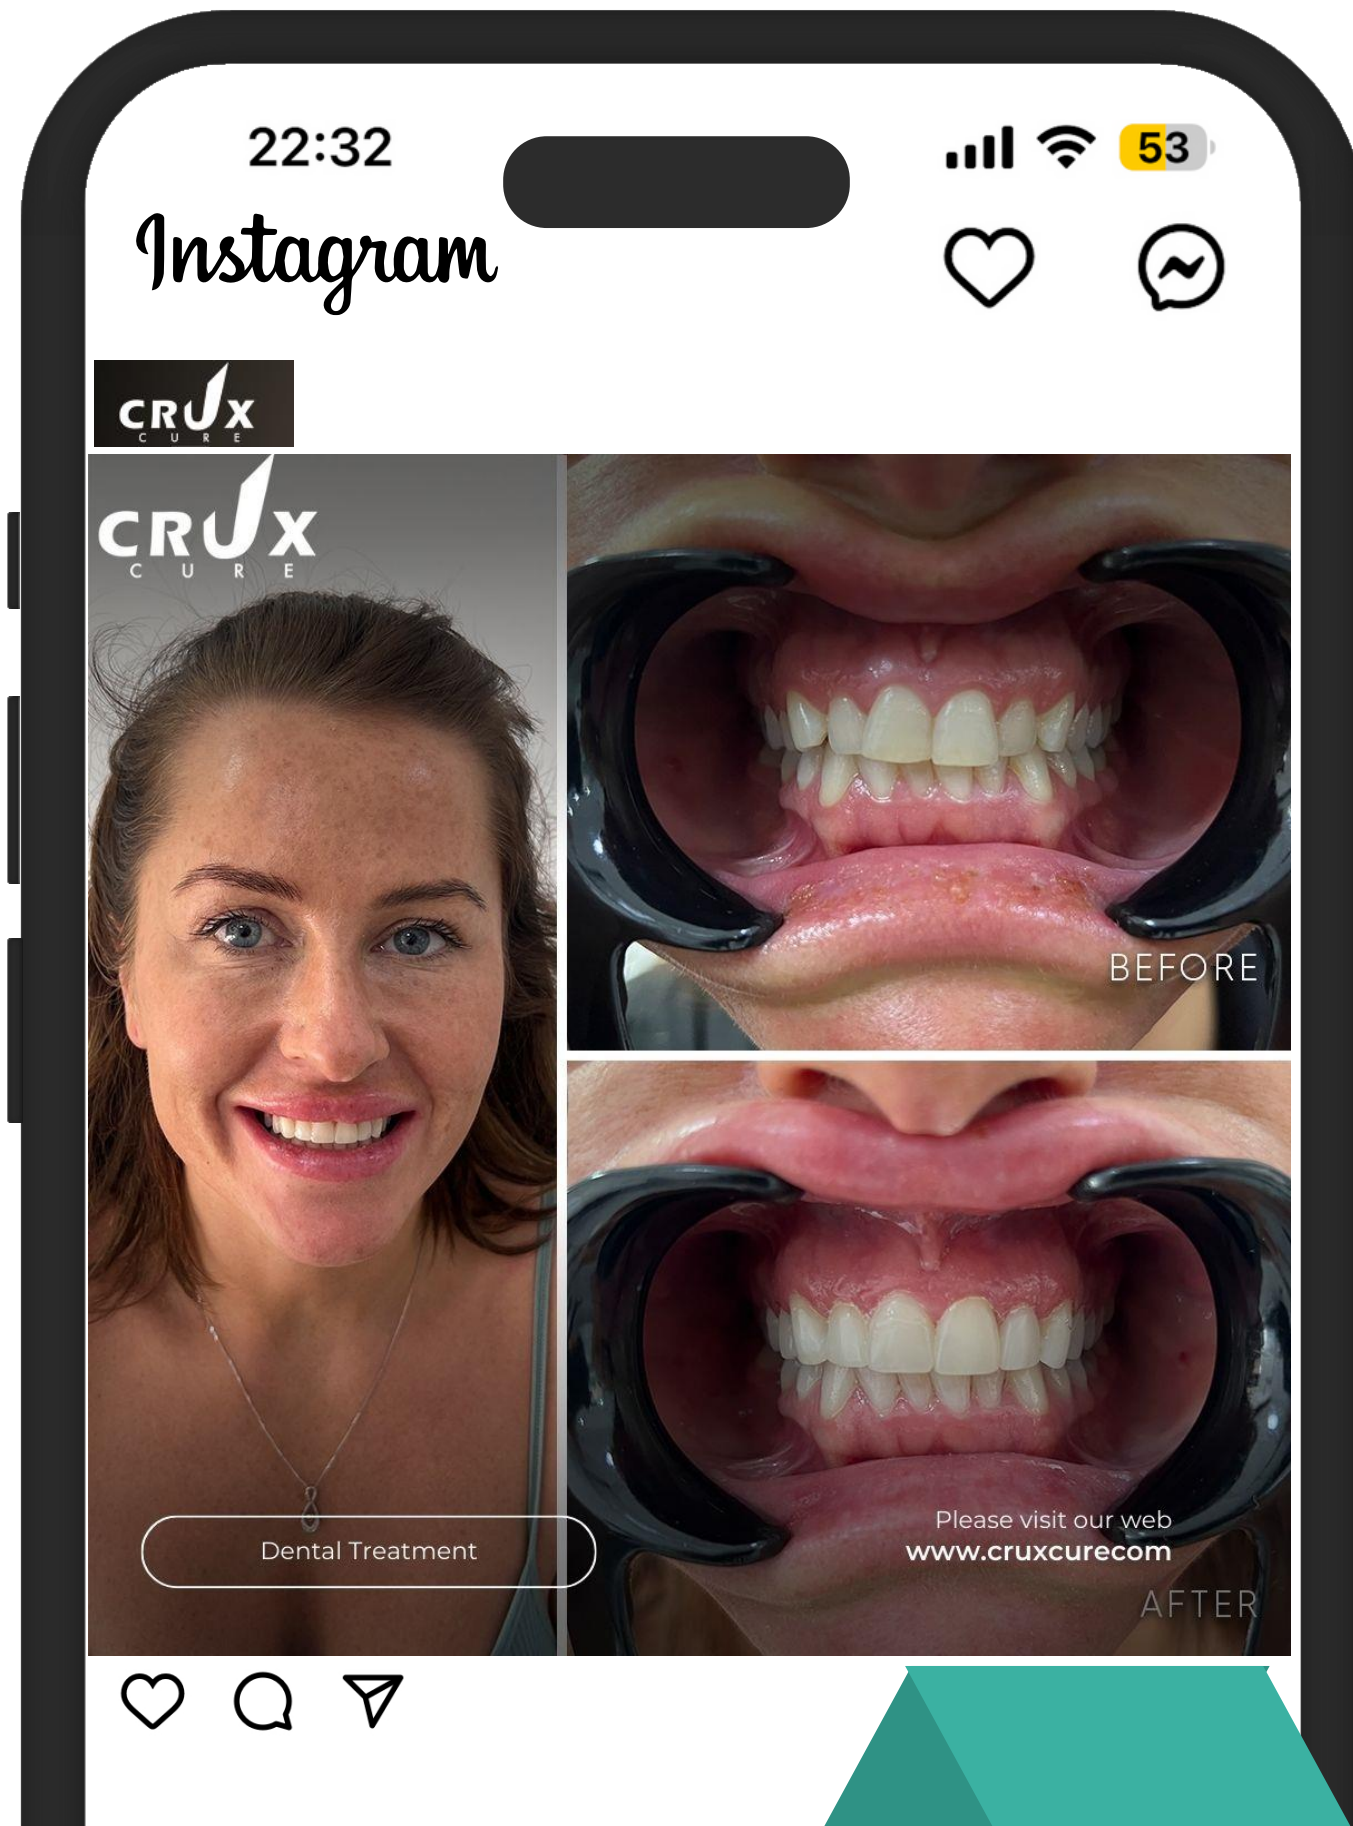 22:32
53
Instagram
CRUX
CURE
CRUX
CURE
BEFORE
Please visit our web
www.cruxcurecom
Dental Treatment
AFTER